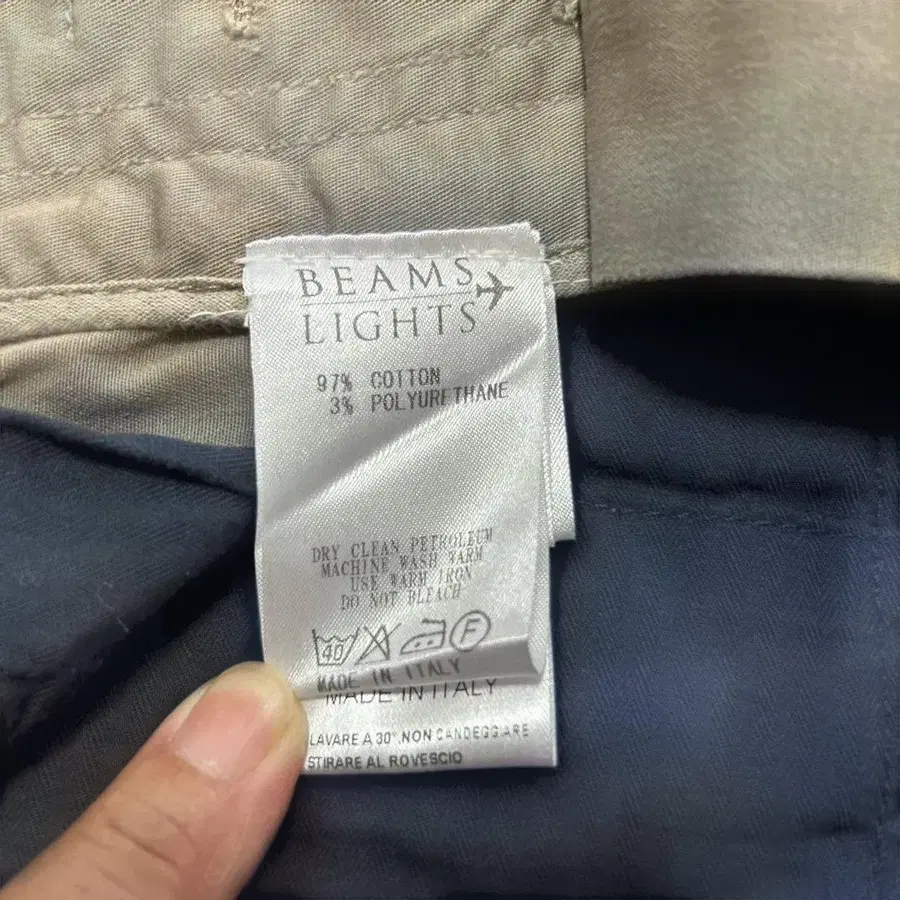 BEAMS
LIGHTS
97% COTTON
3% POLYURETHANE
DRY CLEAN PETROLEUM
MACHINE WASH WARM
USE WARM IRON
DO NOT BLEACH
40 F
MADE IN ITALY
MADE IN ITALY
LAVARE A 30°.NON CANDEGGIARE
STIRARE AL ROVESCIO